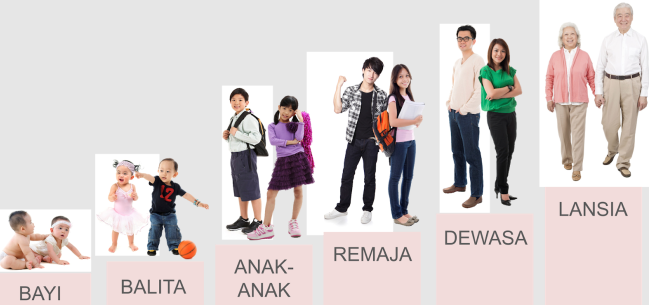 BAYI
BALITA
ANAK-
ANAK
REMAJA
DEWASA
LANSIA